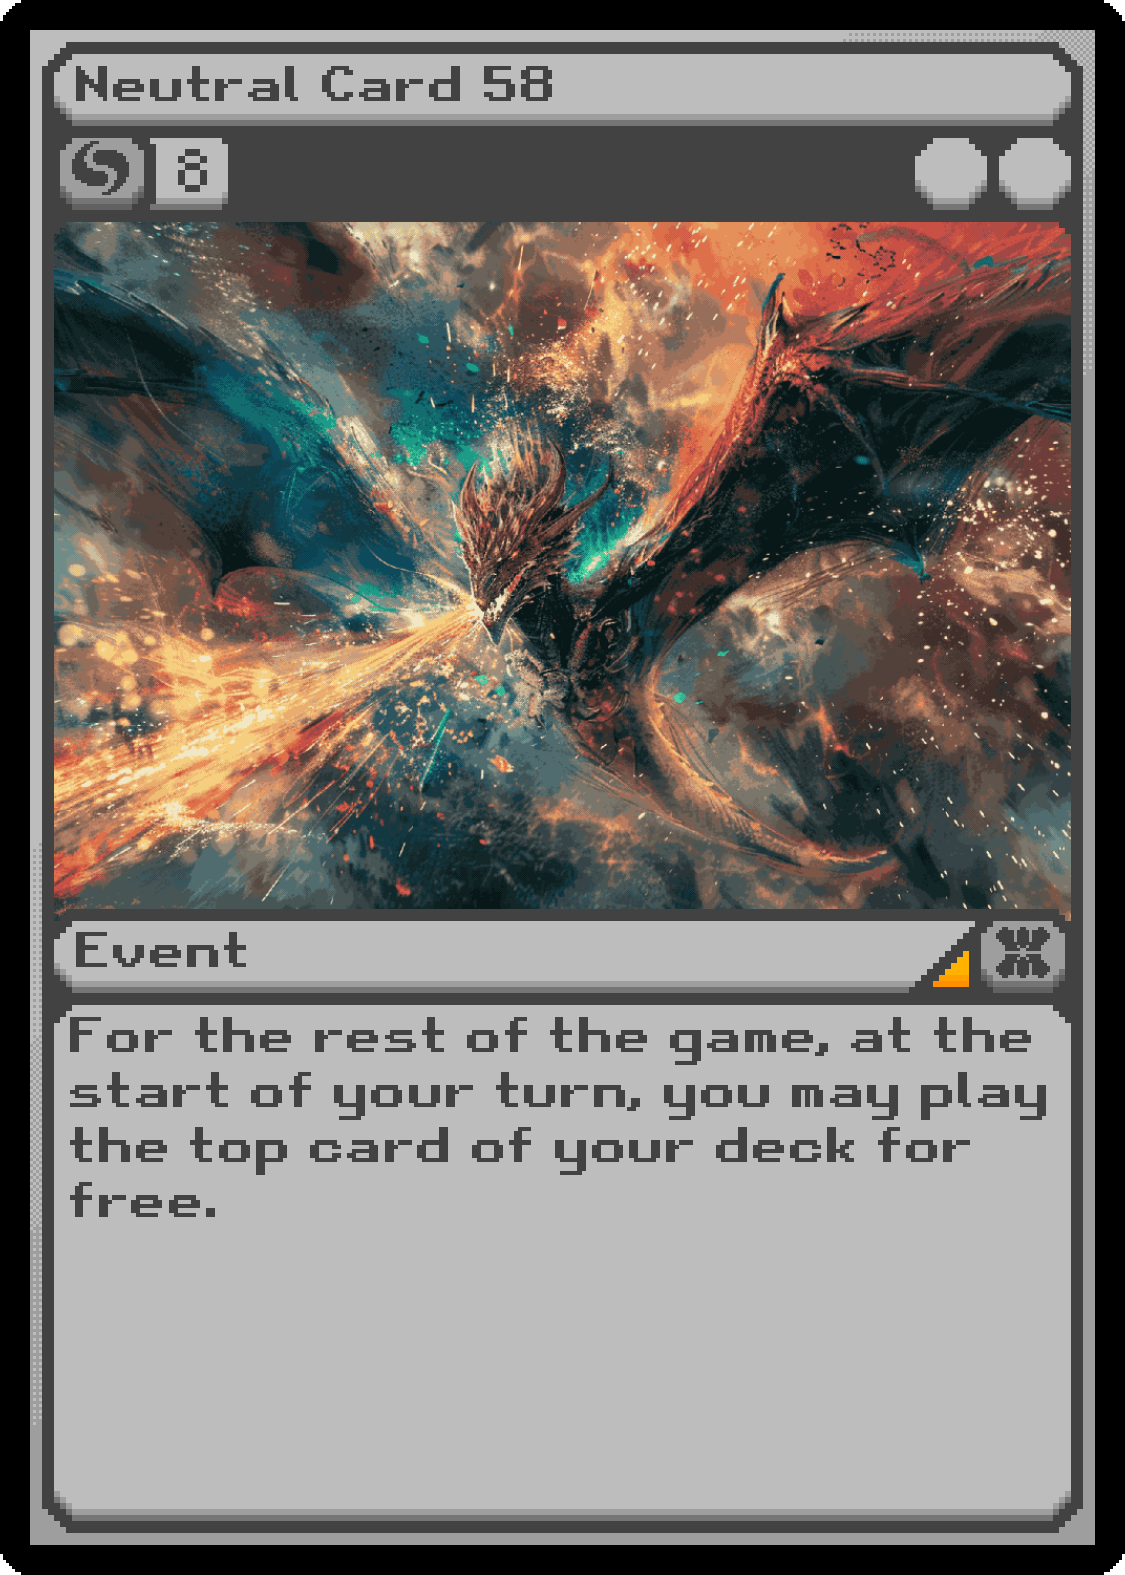 Neutral Card 58
8
Event
For the rest of the game, at the
start of your turn, you may play
the top card of your deck for
free.